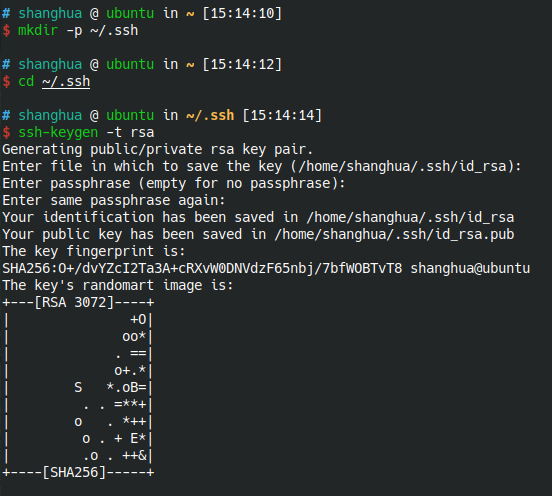 # shanghua @ ubuntu in ~ [15:14:10]
$ mkdir -p ~/.ssh

# shanghua @ ubuntu in ~ [15:14:12]
$ cd ~/.ssh

# shanghua @ ubuntu in ~/.ssh [15:14:14]
$ ssh-keygen -t rsa
Generating public/private rsa key pair.
Enter file in which to save the key (/home/shanghua/.ssh/id_rsa):
Enter passphrase (empty for no passphrase):
Enter same passphrase again:
Your identification has been saved in /home/shanghua/.ssh/id_rsa
Your public key has been saved in /home/shanghua/.ssh/id_rsa.pub
The key fingerprint is:
SHA256:O+/dvYZcI2Ta3A+cRXvW0DNVdzF65nbj/7bfWOBTvT8 shanghua@ubuntu
The key's randomart image is:
+---[RSA 3072]----+
|               +O|
|              oo*|
|             . ==|
|             o+.*|
|        S   *.oB=|
|         . . =**+|
|        o   . *++|
|         o . + E*|
|         .o . ++&|
+----[SHA256]-----+